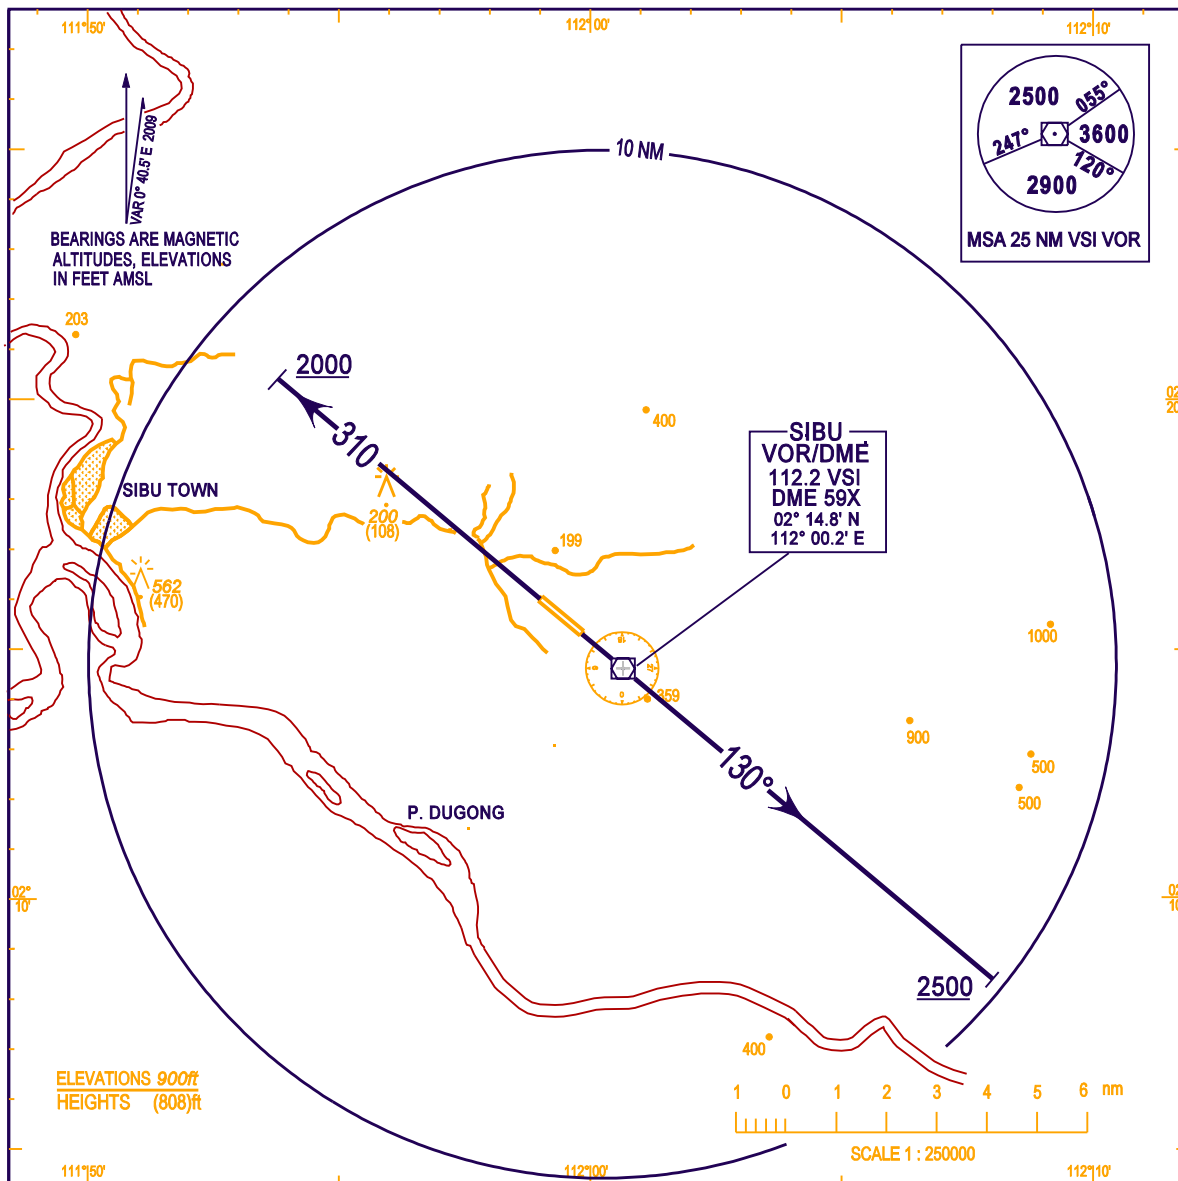 111°50'
112°00'
112°10'
VAR 0° 40.5' E 2009
BEARINGS ARE MAGNETIC
ALTITUDES, ELEVATIONS
IN FEET AMSL
10 NM
2500
055°
247°
3600
120°
2900
MSA 25 NM VSI VOR
203
2000
310
400
SIBU
VOR/DME
112.2 VSI
DME 59X
02° 14.8' N
112° 00.2' E
SIBU TOWN
200
(108)
199
562
(470)
1000
18
9
27
0
359
900
500
500
130°
P. DUGONG
02°
10'
2500
400
ELEVATIONS 900ft
HEIGHTS (808)ft
1 0 1 2 3 4 5 6 nm
SCALE 1 : 250000
111°50'
112°00'
112°10'